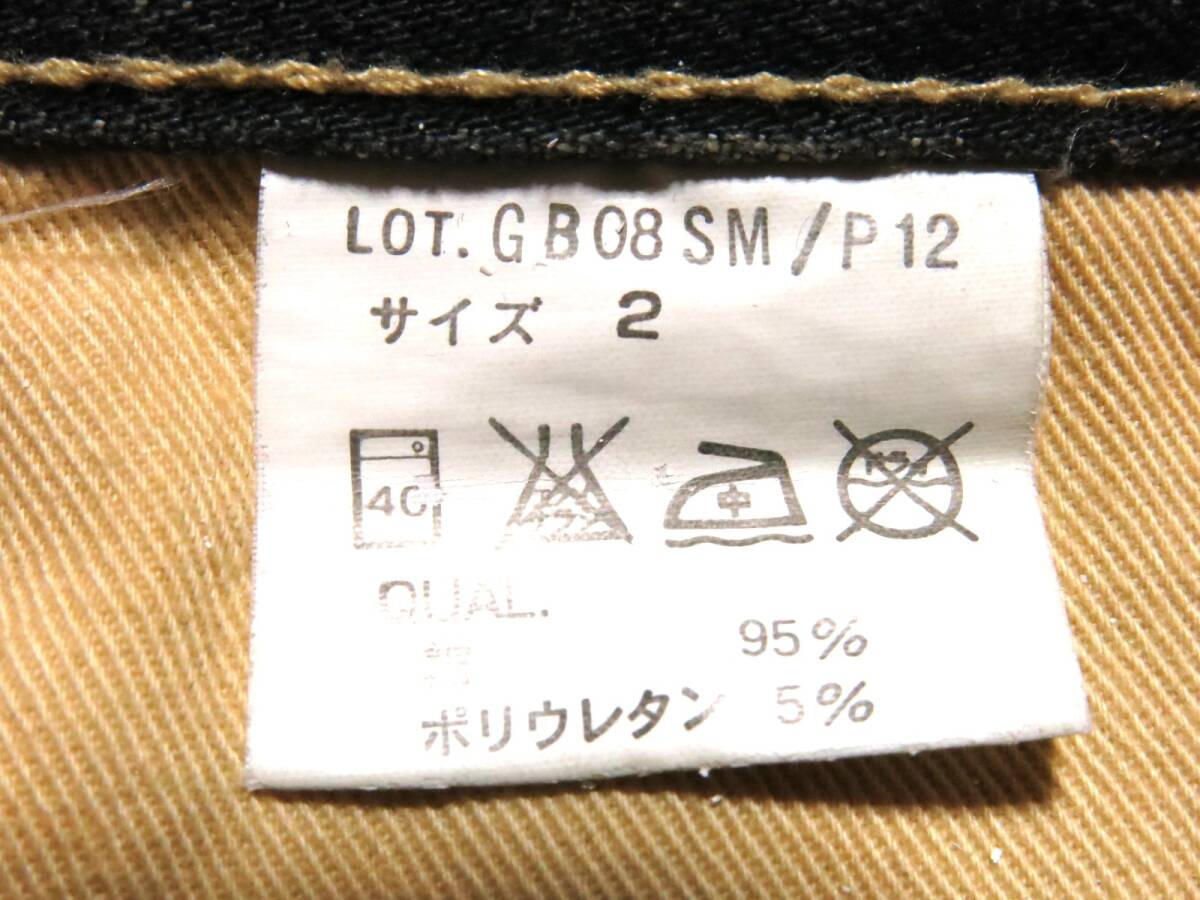 LOT. GB08SM/P12
サイズ 2
40 中
QUAL.
綿 95%
ポリウレタン 5%